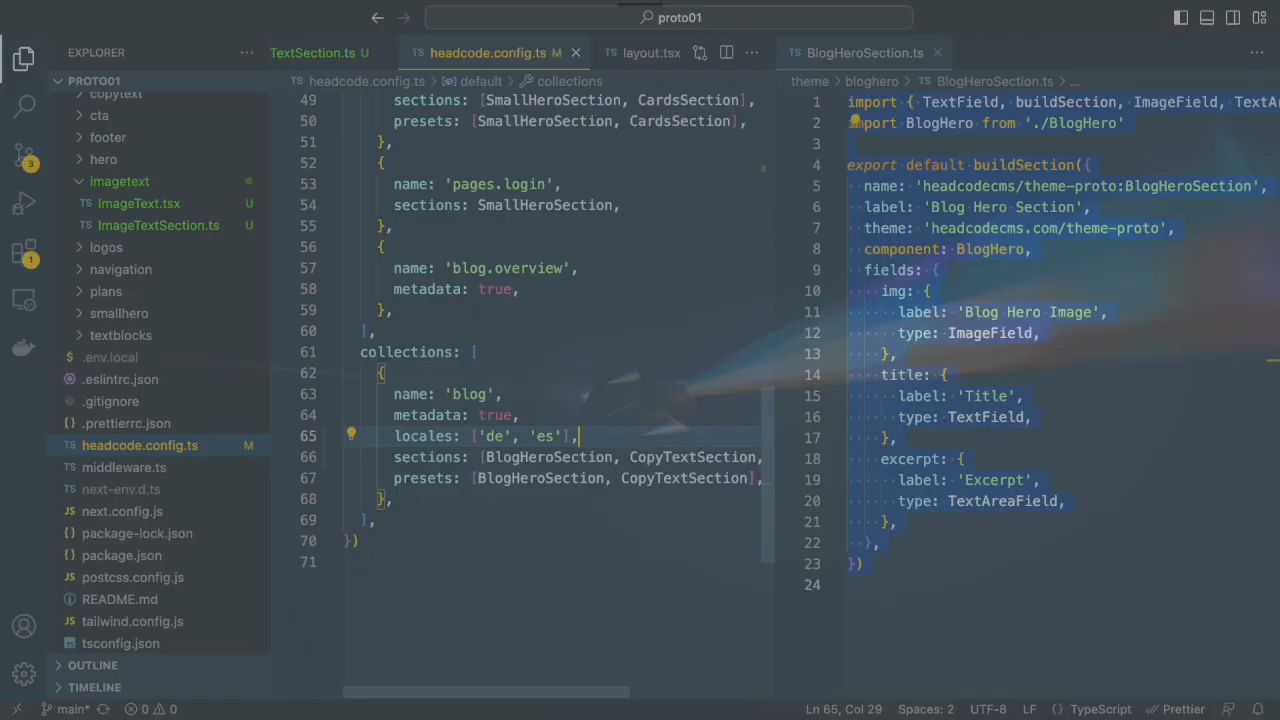 proto01
EXPLORER
PROTO01
copytext
cta
footer
hero
imagetext
ImageText.tsx U
ImageTextSection.ts U
logos
navigation
plans
smallhero
textblocks
.env.local
.eslintrc.json
.gitignore
.prettierrc.json
headcode.config.ts M
middleware.ts
next-env.d.ts
next.config.js
package-lock.json
package.json
postcss.config.js
README.md
tailwind.config.js
tsconfig.json
OUTLINE
TIMELINE
3
1
TextSection.ts U
TS headcode.config.ts M
TS layout.tsx
TS headcode.config.ts > default > collections
49 sections: [SmallHeroSection, CardsSection],
50 presets: [SmallHeroSection, CardsSection],
51 },
52 {
53 name: 'pages.login',
54 sections: SmallHeroSection,
55 },
56 {
57 name: 'blog.overview',
58 metadata: true,
59 },
60 ],
61 collections: [
62 {
63 name: 'blog',
64 metadata: true,
65 locales: ['de', 'es'],
66 sections: [BlogHeroSection, CopyTextSection,
67 presets: [BlogHeroSection, CopyTextSection],
68 },
69 ],
70 })
71
TS BlogHeroSection.ts
theme > bloghero > TS BlogHeroSection.ts > ...
1 import { TextField, buildSection, ImageField, TextAr
2 import BlogHero from './BlogHero'
3
4 export default buildSection({
5 name: 'headcodecms/theme-proto:BlogHeroSection',
6 label: 'Blog Hero Section',
7 theme: 'headcodecms.com/theme-proto',
8 component: BlogHero,
9 fields: {
10 img: {
11 label: 'Blog Hero Image',
12 type: ImageField,
13 },
14 title: {
15 label: 'Title',
16 type: TextField,
17 },
18 excerpt: {
19 label: 'Excerpt',
20 type: TextAreaField,
21 },
22 },
23 })
24
main* 0 0 Ln 65, Col 29 Spaces: 2 UTF-8 LF {} TypeScript Prettier